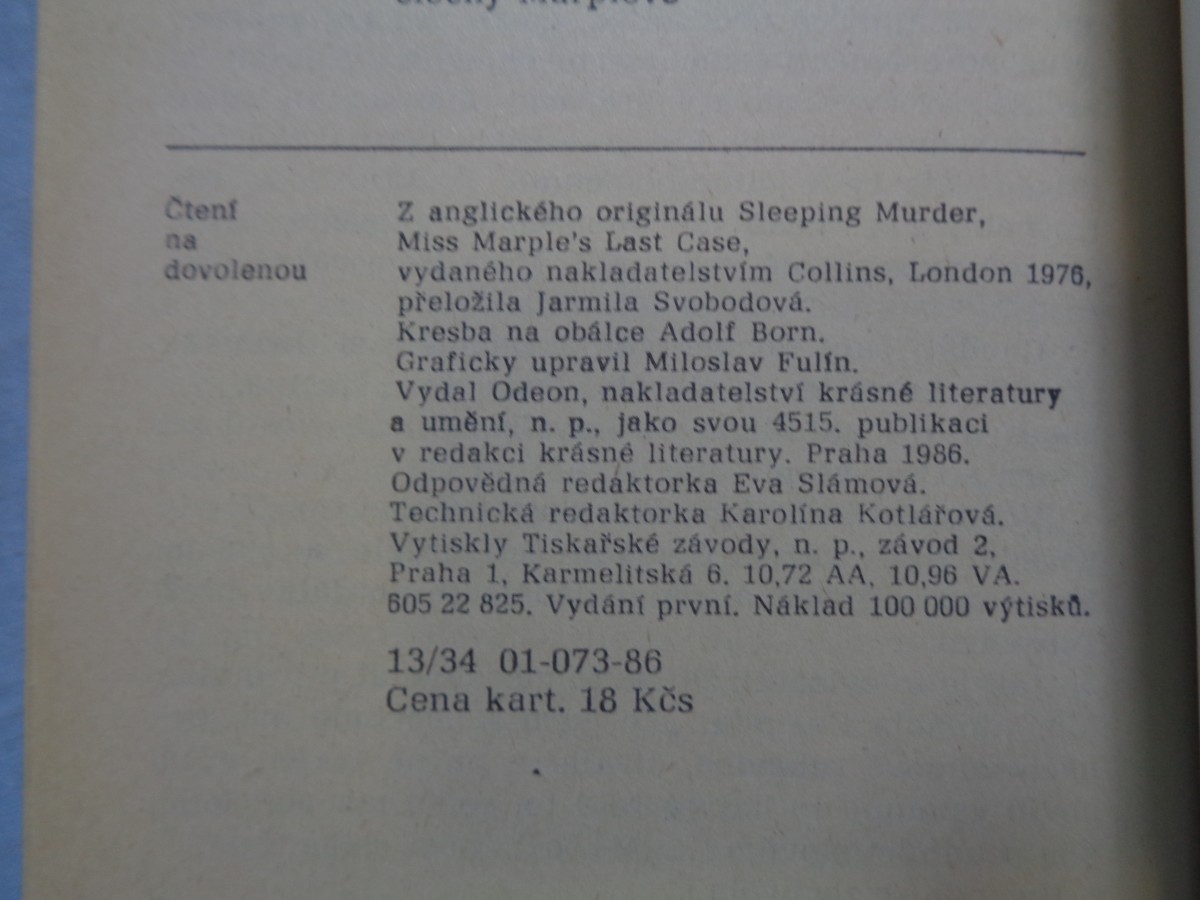 Čtení
na
dovolenou
Z anglického originálu Sleeping Murder,
Miss Marple's Last Case,
vydaného nakladatelstvím Collins, London 1976,
přeložila Jarmila Svobodová.
Kresba na obálce Adolf Born.
Graficky upravil Miloslav Fulín.
Vydal Odeon, nakladatelství krásné literatury
a umění, n. p., jako svou 4515. publikaci
v redakci krásné literatury. Praha 1986.
Odpovědná redaktorka Eva Slámová.
Technická redaktorka Karolína Kotlářová.
Vytiskly Tiskařské závody, n. p., závod 2,
Praha 1, Karmelitská 6. 10,72 AA. 10,96 VA.
605 22 825. Vydání první. Náklad 100 000 výtisků.
13/34 01-073-86
Cena kart. 18 Kčs